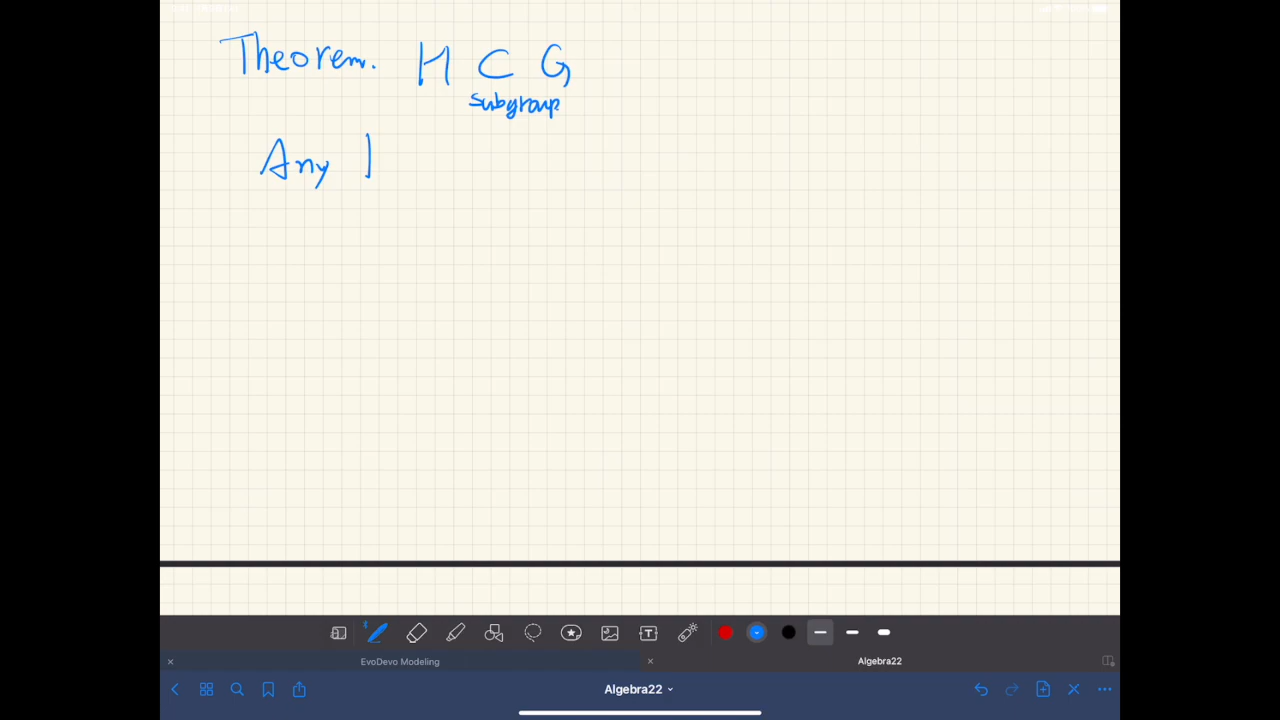 Theorem. H ⊂ G
subgroup
Any
EvoDevo Modeling
Algebra22
Algebra22